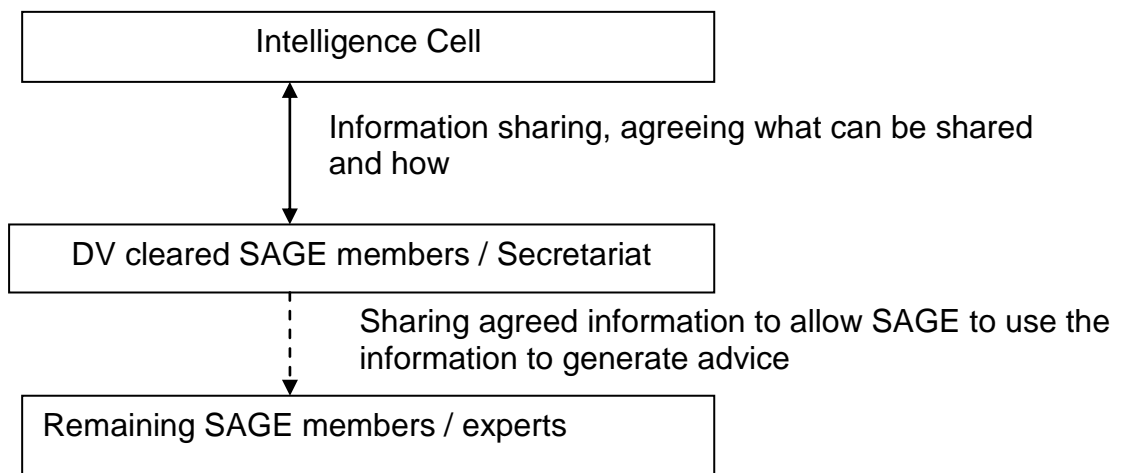 Intelligence Cell
Information sharing, agreeing what can be shared
and how
DV cleared SAGE members / Secretariat
Sharing agreed information to allow SAGE to use the
information to generate advice
Remaining SAGE members / experts